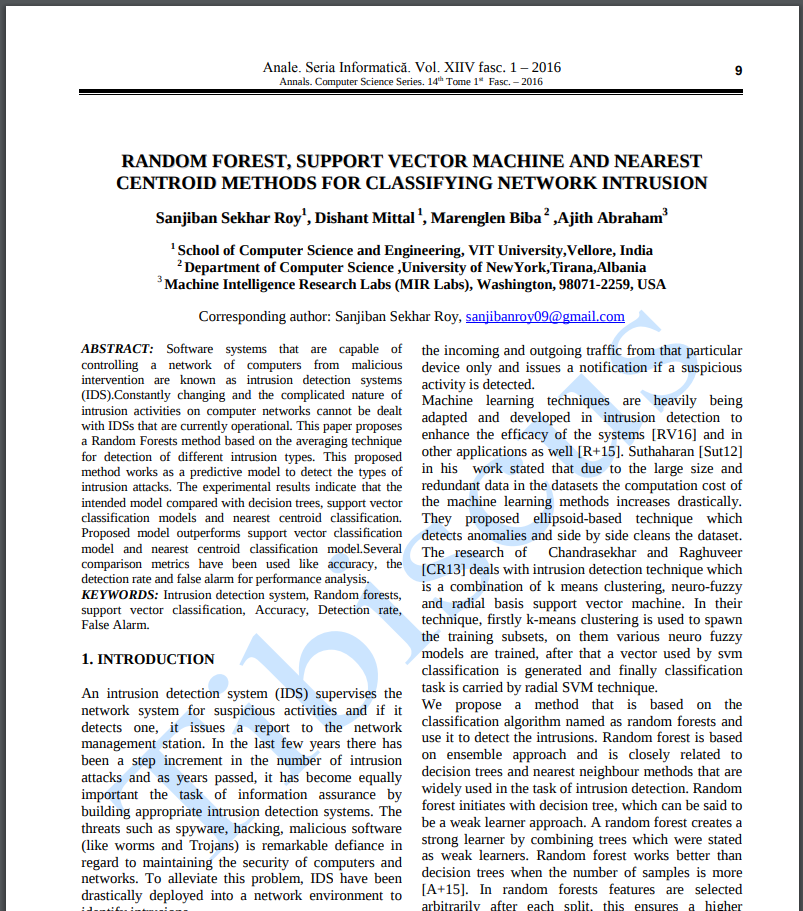 Anale. Seria Informatică. Vol. XIIV fasc. 1 – 2016
Annals. Computer Science Series. 14th Tome 1st Fasc. – 2016
9
RANDOM FOREST, SUPPORT VECTOR MACHINE AND NEAREST
CENTROID METHODS FOR CLASSIFYING NETWORK INTRUSION
Sanjiban Sekhar Roy1, Dishant Mittal 1, Marenglen Biba 2 ,Ajith Abraham3
1 School of Computer Science and Engineering, VIT University,Vellore, India
2 Department of Computer Science ,University of NewYork,Tirana,Albania
3 Machine Intelligence Research Labs (MIR Labs), Washington, 98071-2259, USA
Corresponding author: Sanjiban Sekhar Roy, sanjibanroy09@gmail.com
ABSTRACT: Software systems that are capable of
controlling a network of computers from malicious
intervention are known as intrusion detection systems
(IDS).Constantly changing and the complicated nature of
intrusion activities on computer networks cannot be dealt
with IDSs that are currently operational. This paper proposes
a Random Forests method based on the averaging technique
for detection of different intrusion types. This proposed
method works as a predictive model to detect the types of
intrusion attacks. The experimental results indicate that the
intended model compared with decision trees, support vector
classification models and nearest centroid classification.
Proposed model outperforms support vector classification
model and nearest centroid classification model.Several
comparison metrics have been used like accuracy, the
detection rate and false alarm for performance analysis.
KEYWORDS: Intrusion detection system, Random forests,
support vector classification, Accuracy, Detection rate,
False Alarm.
1. INTRODUCTION
An intrusion detection system (IDS) supervises the
network system for suspicious activities and if it
detects one, it issues a report to the network
management station. In the last few years there has
been a step increment in the number of intrusion
attacks and as years passed, it has become equally
important the task of information assurance by
building appropriate intrusion detection systems. The
threats such as spyware, hacking, malicious software
(like worms and Trojans) is remarkable defiance in
regard to maintaining the security of computers and
networks. To alleviate this problem, IDS have been
drastically deployed into a network environment to
identify intrusions.
the incoming and outgoing traffic from that particular
device only and issues a notification if a suspicious
activity is detected.
Machine learning techniques are heavily being
adapted and developed in intrusion detection to
enhance the efficacy of the systems [RV16] and in
other applications as well [R+15]. Suthaharan [Sut12]
in his work stated that due to the large size and
redundant data in the datasets the computation cost of
the machine learning methods increases drastically.
They proposed ellipsoid-based technique which
detects anomalies and side by side cleans the dataset.
The research of Chandrasekhar and Raghuveer
[CR13] deals with intrusion detection technique which
is a combination of k means clustering, neuro-fuzzy
and radial basis support vector machine. In their
technique, firstly k-means clustering is used to spawn
the training subsets, on them various neuro fuzzy
models are trained, after that a vector used by svm
classification is generated and finally classification
task is carried by radial SVM technique.
We propose a method that is based on the
classification algorithm named as random forests and
use it to detect the intrusions. Random forest is based
on ensemble approach and is closely related to
decision trees and nearest neighbour methods that are
widely used in the task of intrusion detection. Random
forest initiates with decision tree, which can be said to
be a weak learner approach. A random forest creates a
strong learner by combining trees which were stated
as weak learners. Random forest works better than
decision trees when the number of samples is more
[A+15]. In random forests features are selected
arbitrarily after each split, this ensures a higher
Tibiscus